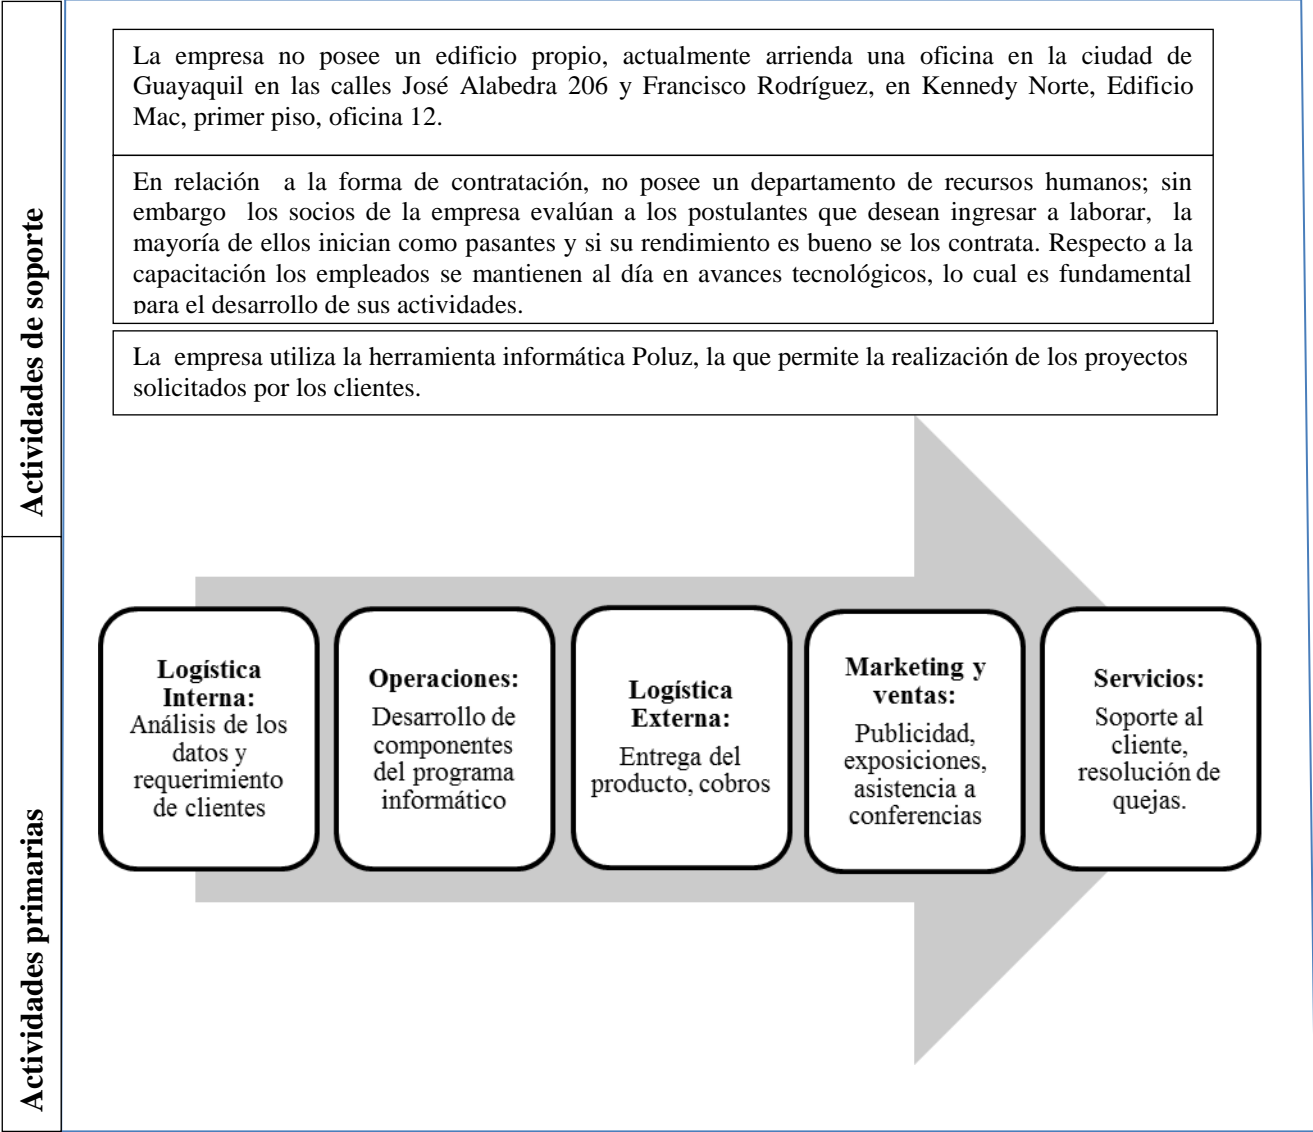 Actividades de soporte
La empresa no posee un edificio propio, actualmente arrienda una oficina en la ciudad de
Guayaquil en las calles José Alabedra 206 y Francisco Rodríguez, en Kennedy Norte, Edificio
Mac, primer piso, oficina 12.
En relación a la forma de contratación, no posee un departamento de recursos humanos; sin
embargo los socios de la empresa evalúan a los postulantes que desean ingresar a laborar, la
mayoría de ellos inician como pasantes y si su rendimiento es bueno se los contrata. Respecto a la
capacitación los empleados se mantienen al día en avances tecnológicos, lo cual es fundamental
para el desarrollo de sus actividades.
La empresa utiliza la herramienta informática Poluz, la que permite la realización de los proyectos
solicitados por los clientes.
Actividades primarias
Logística
Interna:
Análisis de los
datos y
requerimiento
de clientes
Operaciones:
Desarrollo de
componentes
del programa
informático
Logística
Externa:
Entrega del
producto, cobros
Marketing y
ventas:
Publicidad,
exposiciones,
asistencia a
conferencias
Servicios:
Soporte al
cliente,
resolución de
quejas.